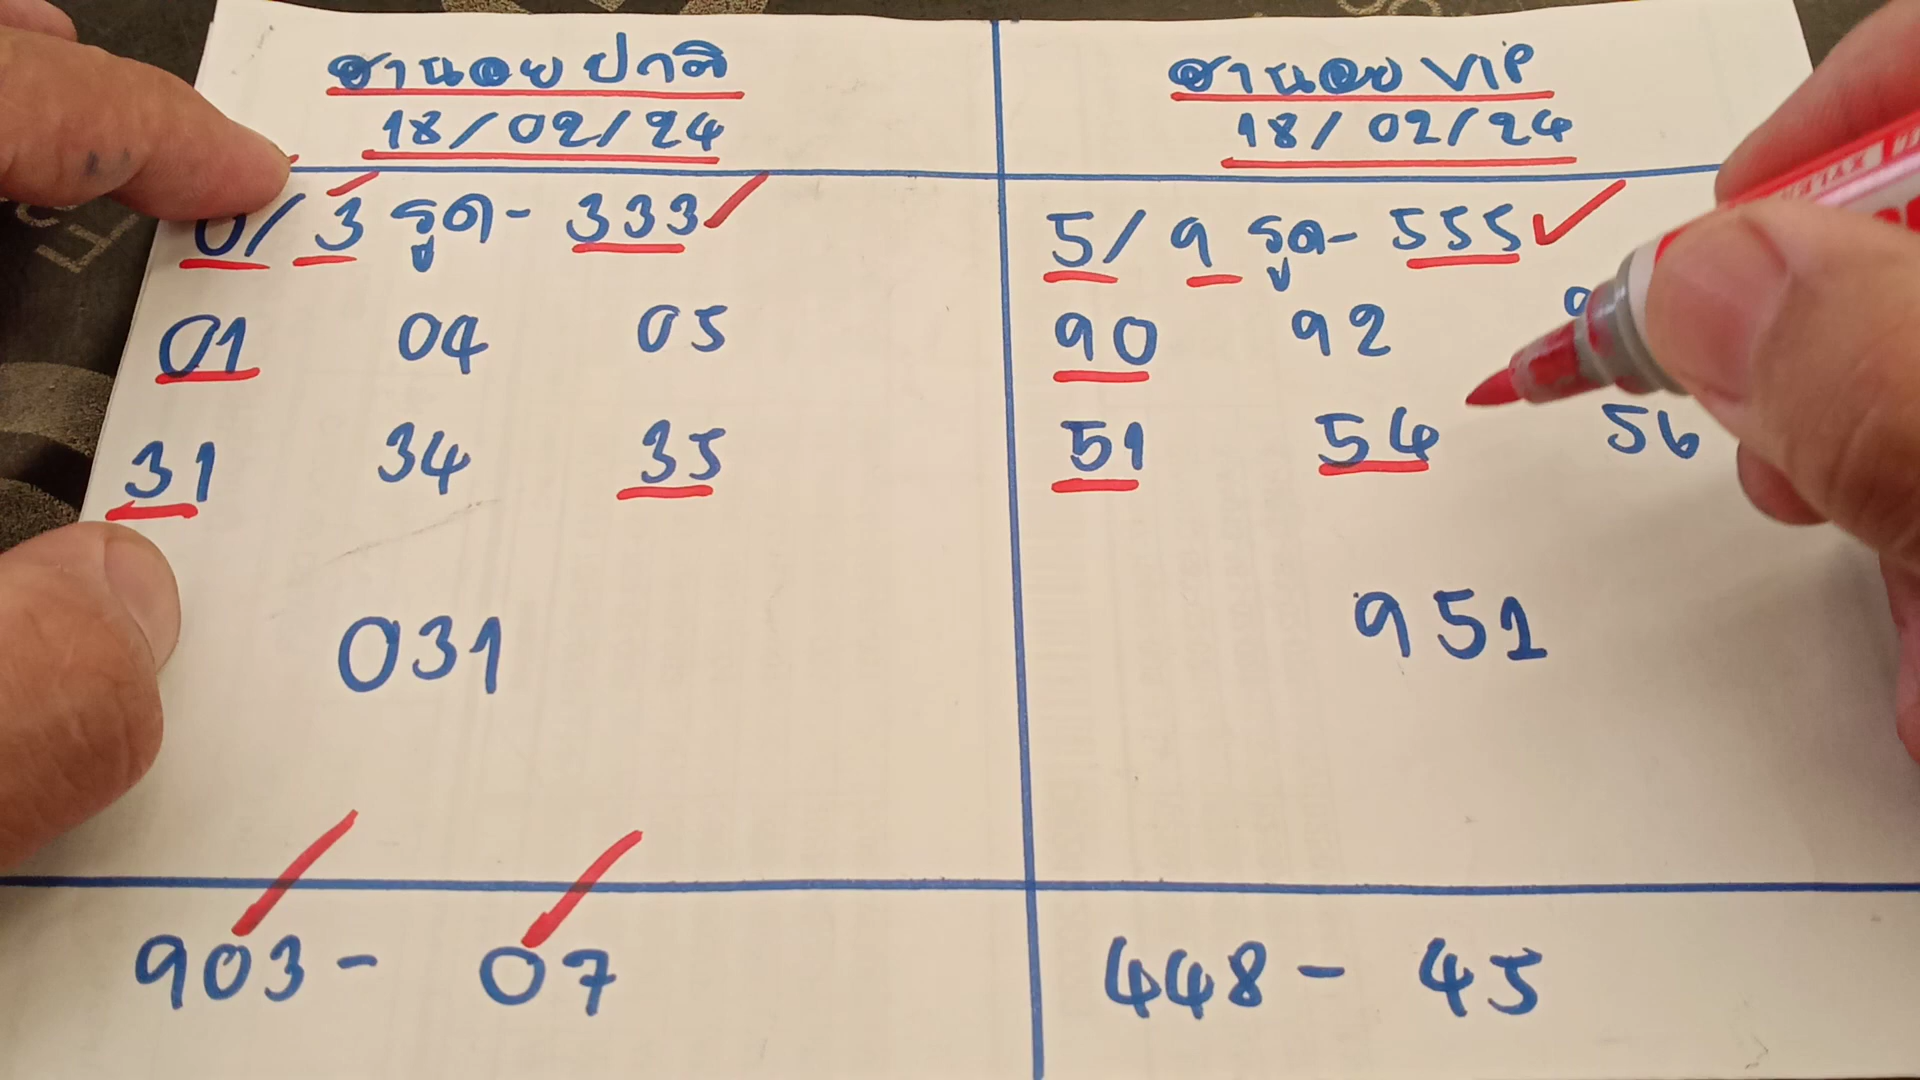 ฮานอย ปกติ
18/02/24
0/3 รูด - 333
01 04 05
31 34 35
031
903 - 07
ฮานอย VIP
18/02/24
5/9 รูด - 555
90 92
51 54 56
951
448 - 45